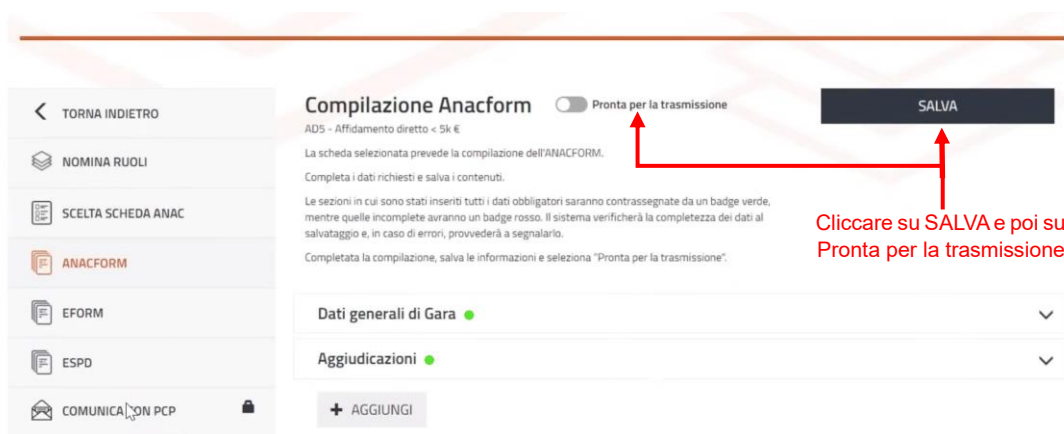 TORNA INDIETRO
NOMINA RUOLI
SCELTA SCHEDA ANAC
ANACFORM
EFORM
ESPD
COMUNICA CON PCP
Compilazione Anacform
Pronta per la trasmissione
SALVA
AD5 - Affidamento diretto < 5k €
La scheda selezionata prevede la compilazione dell'ANACFORM.
Completa i dati richiesti e salva i contenuti.
Le sezioni in cui sono stati inseriti tutti i dati obbligatori saranno contrassegnate da un badge verde,
mentre quelle incomplete avranno un badge rosso. Il sistema verificherà la completezza dei dati al
salvataggio e, in caso di errori, provvederà a segnalarlo.
Completata la compilazione, salva le informazioni e seleziona "Pronta per la trasmissione".
Cliccare su SALVA e poi su
Pronta per la trasmissione
Dati generali di Gara
Aggiudicazioni
+ AGGIUNGI